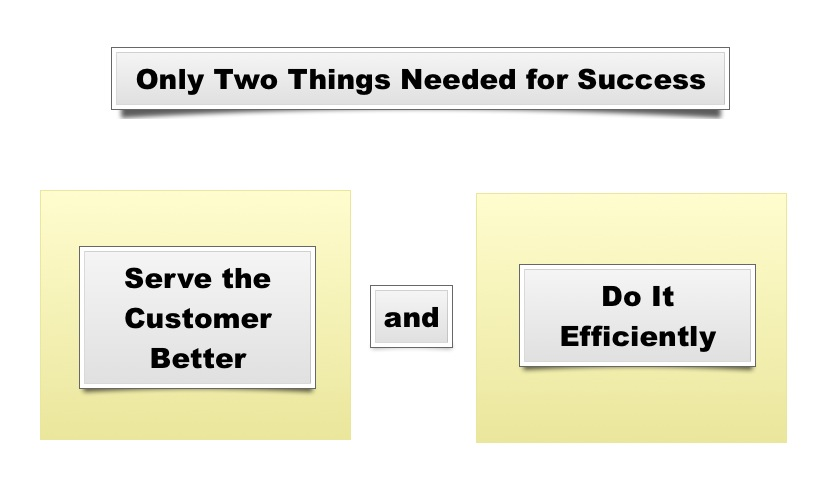 Only Two Things Needed for Success
Serve the
Customer
Better
and
Do It
Efficiently